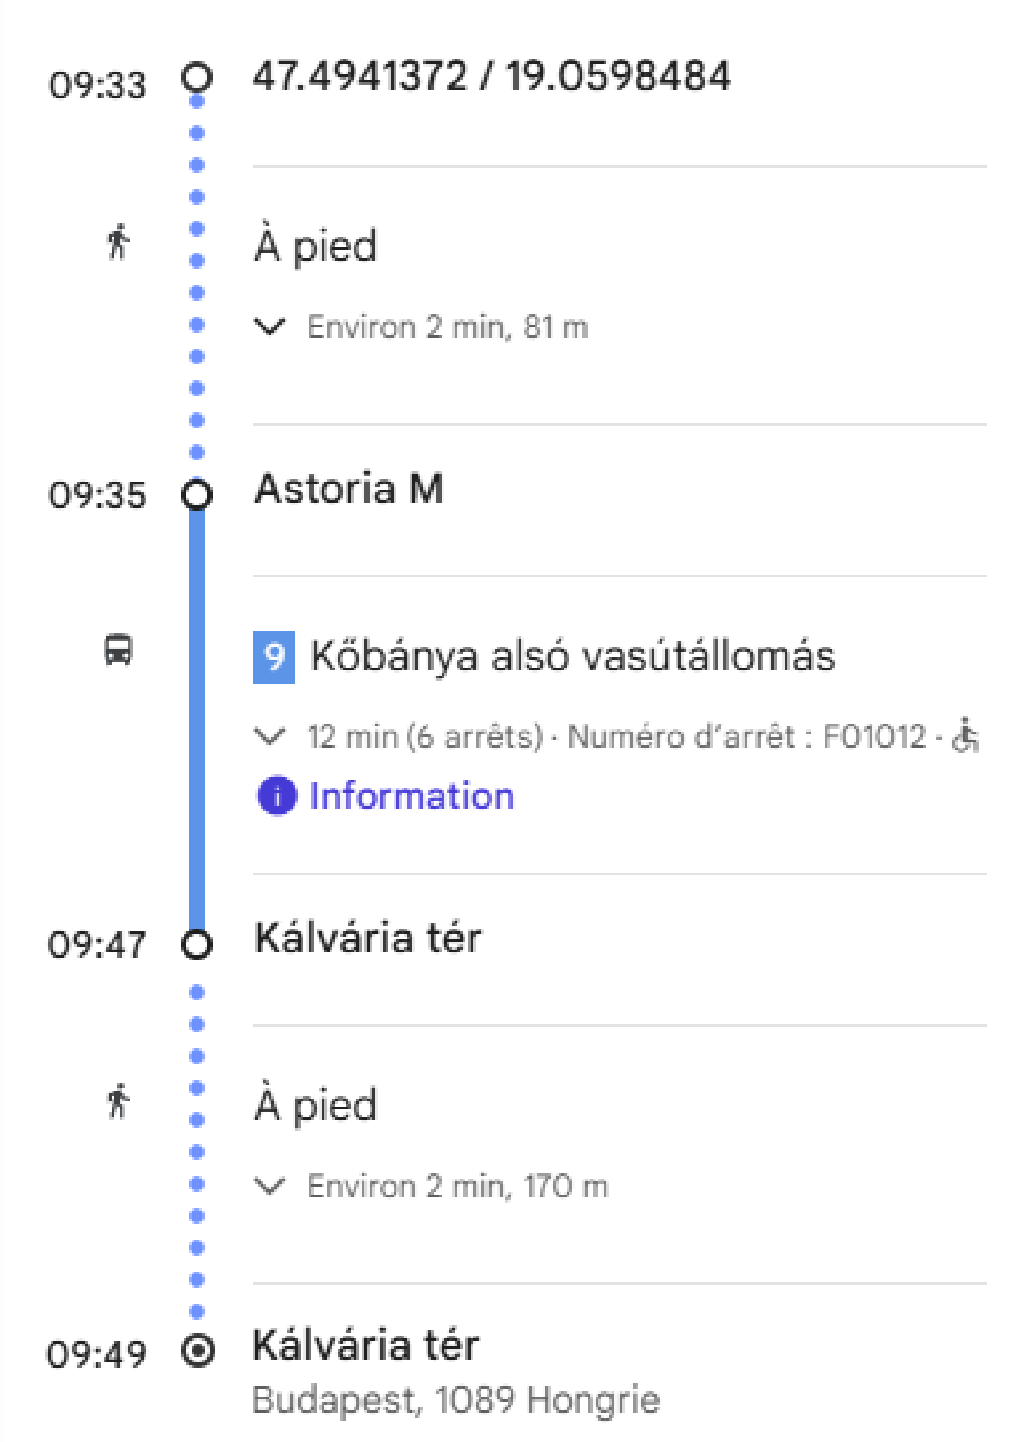 09:33 47.4941372 / 19.0598484
À pied
Environ 2 min, 81 m
09:35 Astoria M
9 Kőbánya alsó vasútállomás
12 min (6 arrêts) · Numéro d'arrêt : F01012 ·
i Information
09:47 Kálvária tér
À pied
Environ 2 min, 170 m
09:49 Kálvária tér
Budapest, 1089 Hongrie